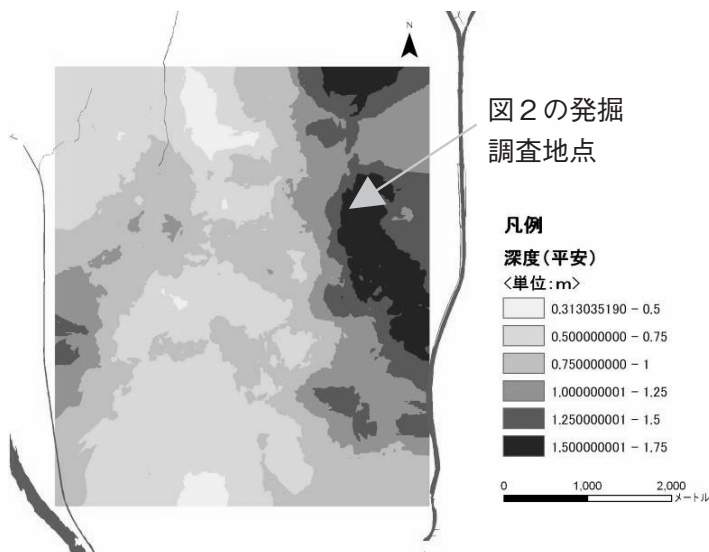 N
図２の発掘
調査地点
凡例
深度(平安)
<単位:m>
0.313035190 - 0.5
0.500000000 - 0.75
0.750000000 - 1
1.000000001 - 1.25
1.250000001 - 1.5
1.500000001 - 1.75
0 1,000 2,000
メートル